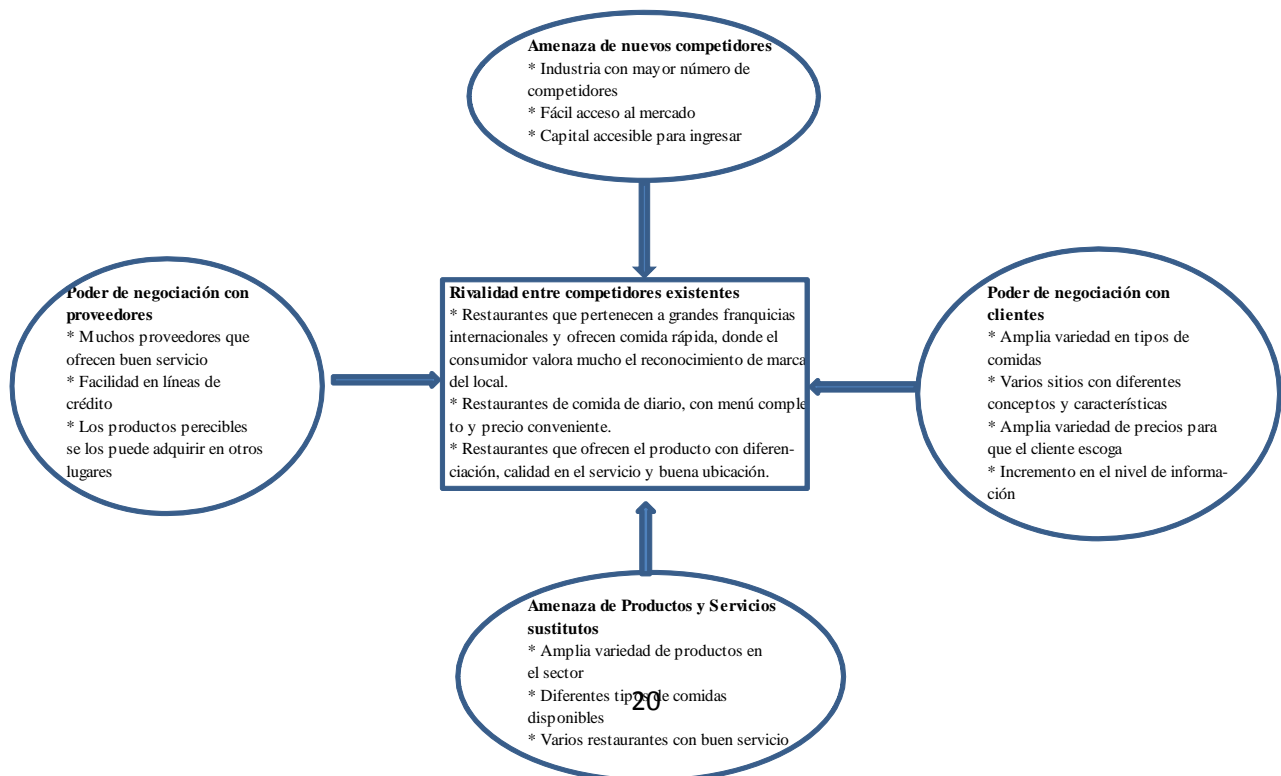 Amenaza de nuevos competidores
* Industria con mayor número de
competidores
* Fácil acceso al mercado
* Capital accesible para ingresar
Poder de negociación con
proveedores
* Muchos proveedores que
ofrecen buen servicio
* Facilidad en líneas de
crédito
* Los productos perecibles
se los puede adquirir en otros
lugares
Rivalidad entre competidores existentes
* Restaurantes que pertenecen a grandes franquicias
internacionales y ofrecen comida rápida, donde el
consumidor valora mucho el reconocimiento de marca
del local.
* Restaurantes de comida de diario, con menú comple
to y precio conveniente.
* Restaurantes que ofrecen el producto con diferen-
ciación, calidad en el servicio y buena ubicación.
Poder de negociación con
clientes
* Amplia variedad en tipos de
comidas
* Varios sitios con diferentes
conceptos y características
* Amplia variedad de precios para
que el cliente escoga
* Incremento en el nivel de informa-
ción
Amenaza de Productos y Servicios
sustitutos
* Amplia variedad de productos en
el sector
* Diferentes tipos de comidas
disponibles
* Varios restaurantes con buen servicio
20